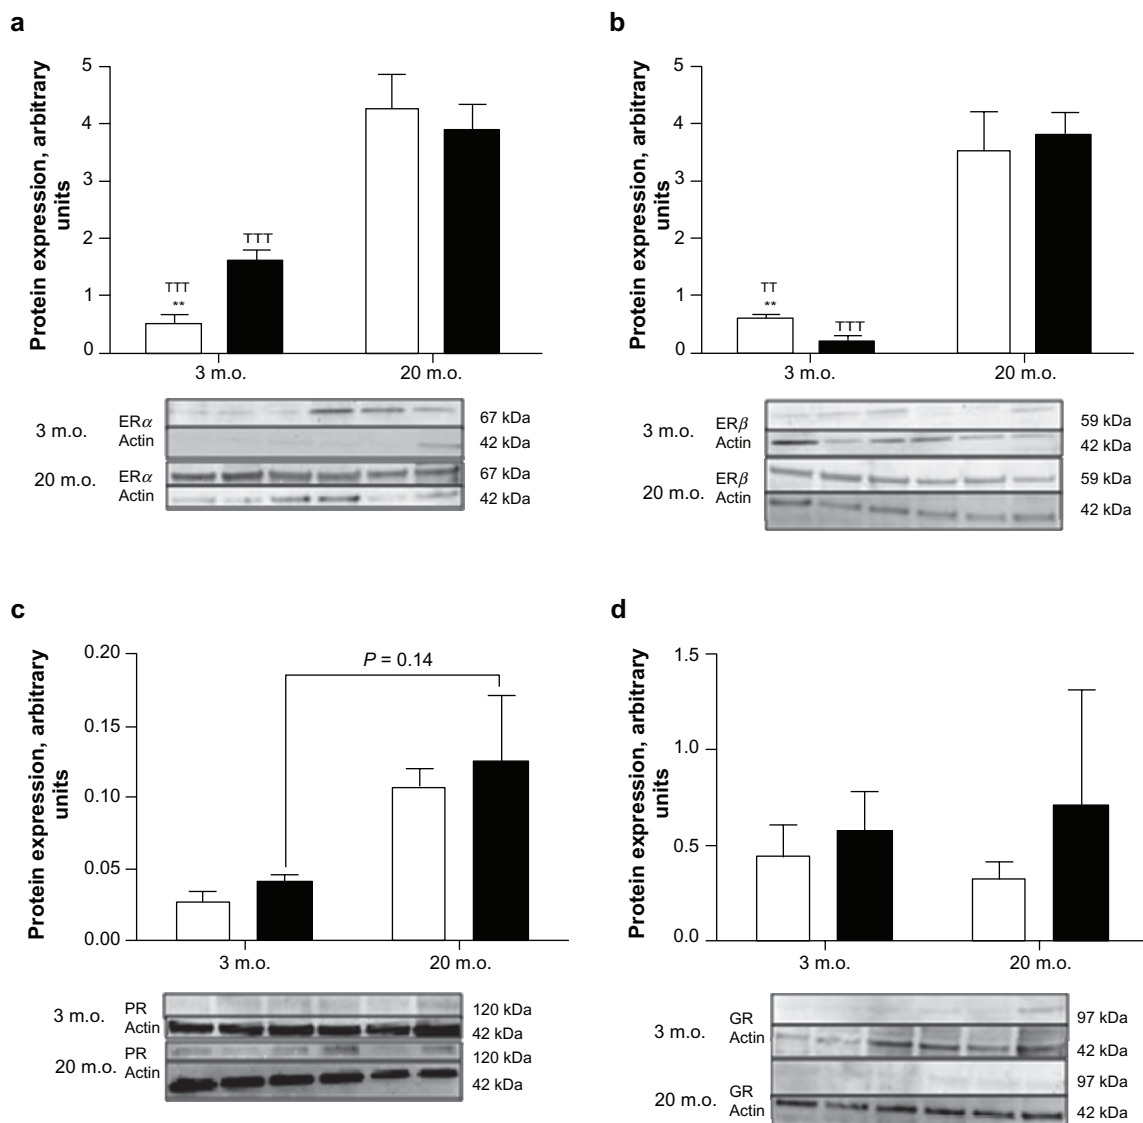 a
Protein expression, arbitrary
units
5
4
3
2
1
0
TTT
**
TTT
3 m.o.
20 m.o.
3 m.o.
ERα
Actin
67 kDa
42 kDa
20 m.o.
ERα
Actin
67 kDa
42 kDa
b
Protein expression, arbitrary
units
5
4
3
2
1
0
TT
**
TTT
3 m.o.
20 m.o.
3 m.o.
ERβ
Actin
59 kDa
42 kDa
20 m.o.
ERβ
Actin
59 kDa
42 kDa
c
Protein expression, arbitrary
units
0.20
0.15
0.10
0.05
0.00
P = 0.14
3 m.o.
20 m.o.
3 m.o.
PR
Actin
120 kDa
42 kDa
20 m.o.
PR
Actin
120 kDa
42 kDa
d
Protein expression, arbitrary
units
1.5
1.0
0.5
0.0
3 m.o.
20 m.o.
3 m.o.
GR
Actin
97 kDa
42 kDa
20 m.o.
GR
Actin
97 kDa
42 kDa